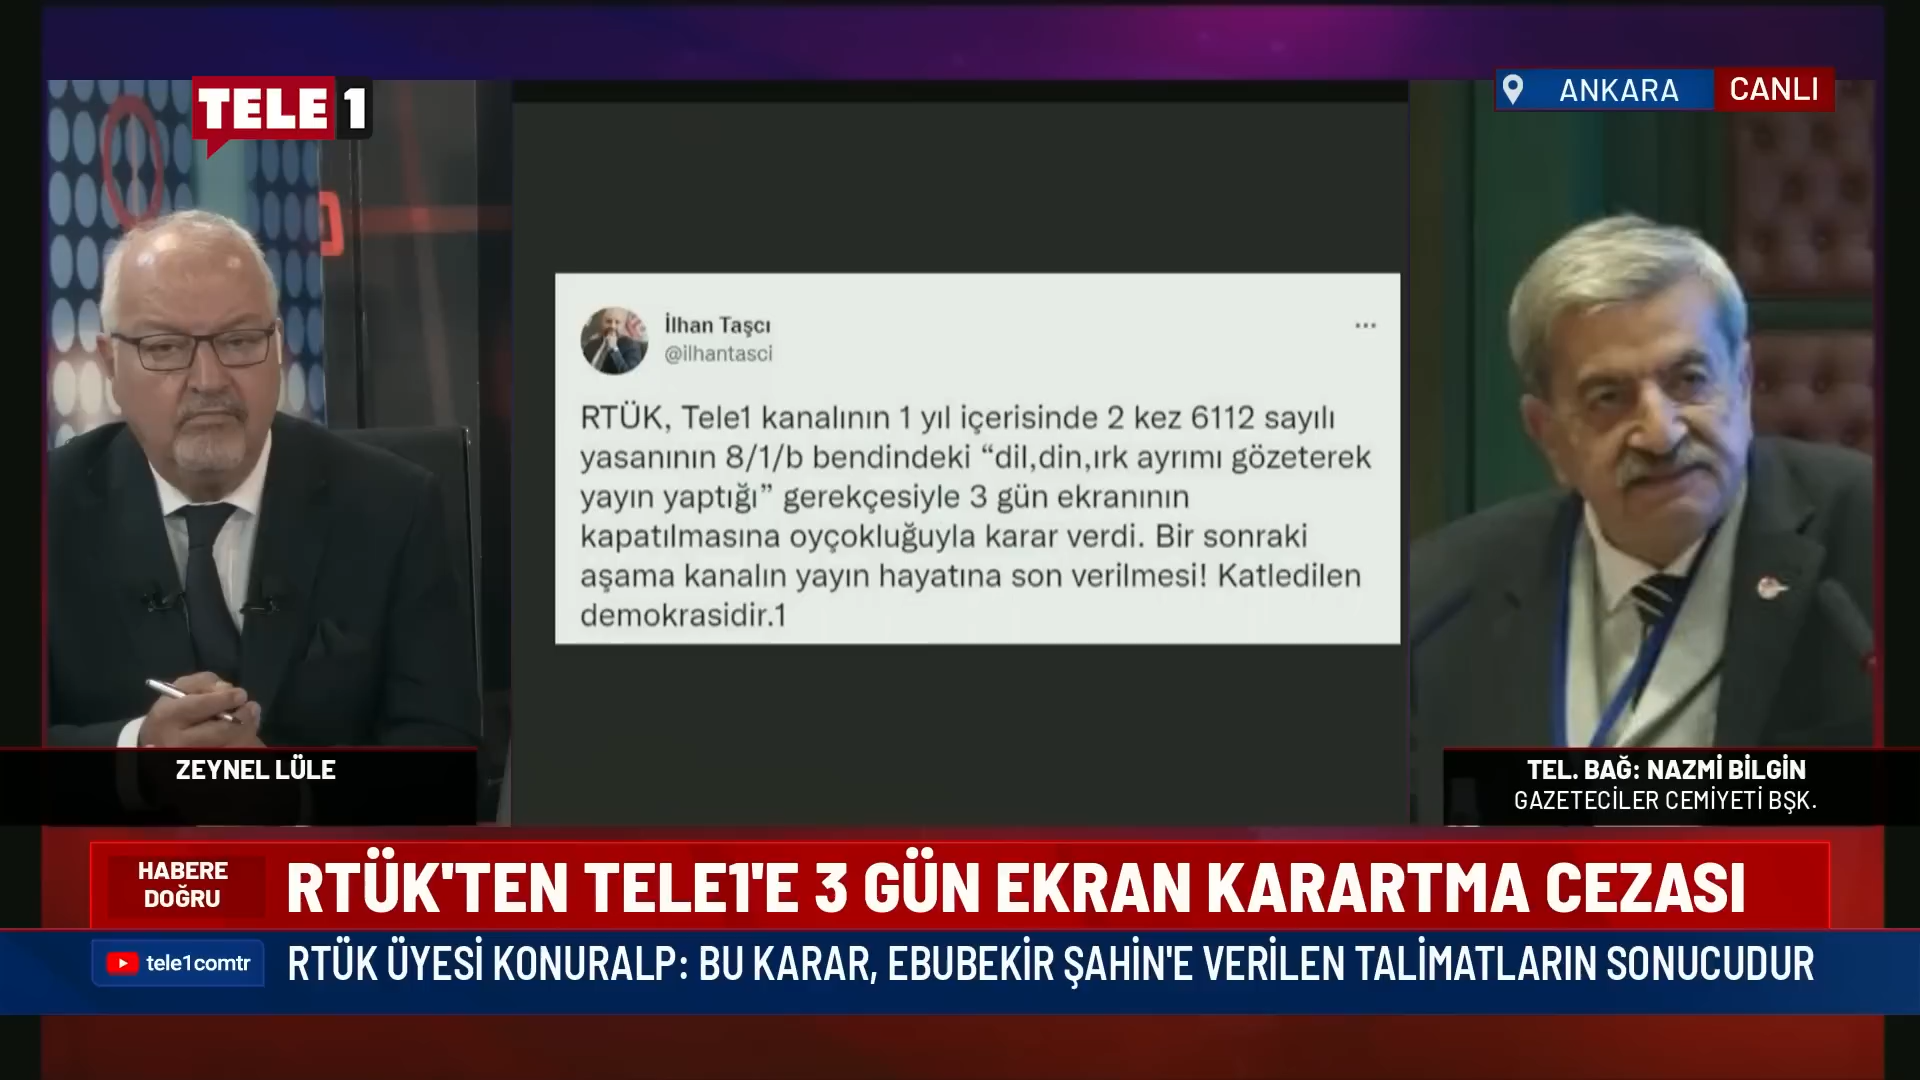 TELE 1
ANKARA
CANLI
İlhan Taşcı
@ilhantasci
RTÜK, Tele1 kanalının 1 yıl içerisinde 2 kez 6112 sayılı
yasanının 8/1/b bendindeki “dil,din,ırk ayrımı gözeterek
yayın yaptığı” gerekçesiyle 3 gün ekranının
kapatılmasına oyçokluğuyla karar verdi. Bir sonraki
aşama kanalın yayın hayatına son verilmesi! Katledilen
demokrasidir.1
ZEYNEL LÜLE
TEL. BAĞ: NAZMİ BİLGİN
GAZETECİLER CEMİYETİ BŞK.
HABERE
DOĞRU
RTÜK'TEN TELE1'E 3 GÜN EKRAN KARARTMA CEZASI
tele1comtr
RTÜK ÜYESİ KONURALP: BU KARAR, EBUBEKİR ŞAHİN'E VERİLEN TALİMATLARIN SONUCUDUR